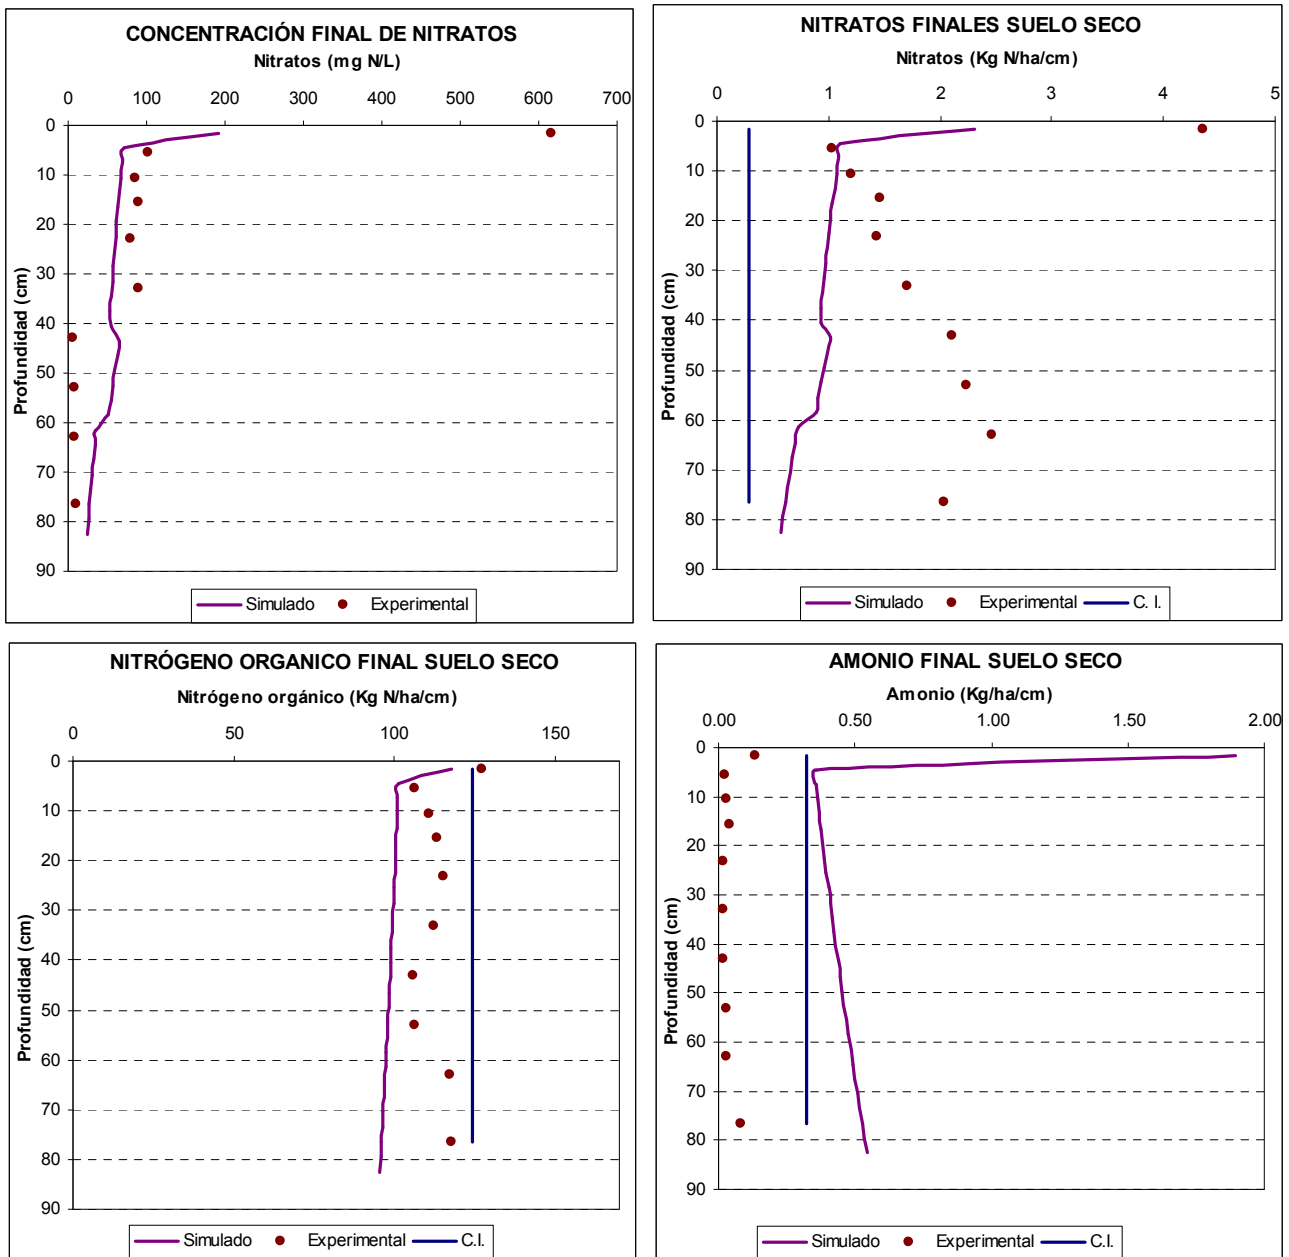 CONCENTRACIÓN FINAL DE NITRATOS
Nitratos (mg N/L)
0 100 200 300 400 500 600 700
0
10
20
30
40
50
60
70
80
90
Profundidad (cm)
Simulado Experimental
NITRATOS FINALES SUELO SECO
Nitratos (Kg N/ha/cm)
0 1 2 3 4 5
0
10
20
30
40
50
60
70
80
90
Profundidad (cm)
Simulado Experimental C. I.
NITRÓGENO ORGANICO FINAL SUELO SECO
Nitrógeno orgánico (Kg N/ha/cm)
0 50 100 150
0
10
20
30
40
50
60
70
80
90
Profundidad (cm)
Simulado Experimental C.I.
AMONIO FINAL SUELO SECO
Amonio (Kg/ha/cm)
0.00 0.50 1.00 1.50 2.00
0
10
20
30
40
50
60
70
80
90
Profundidad (cm)
Simulado Experimental C.I.